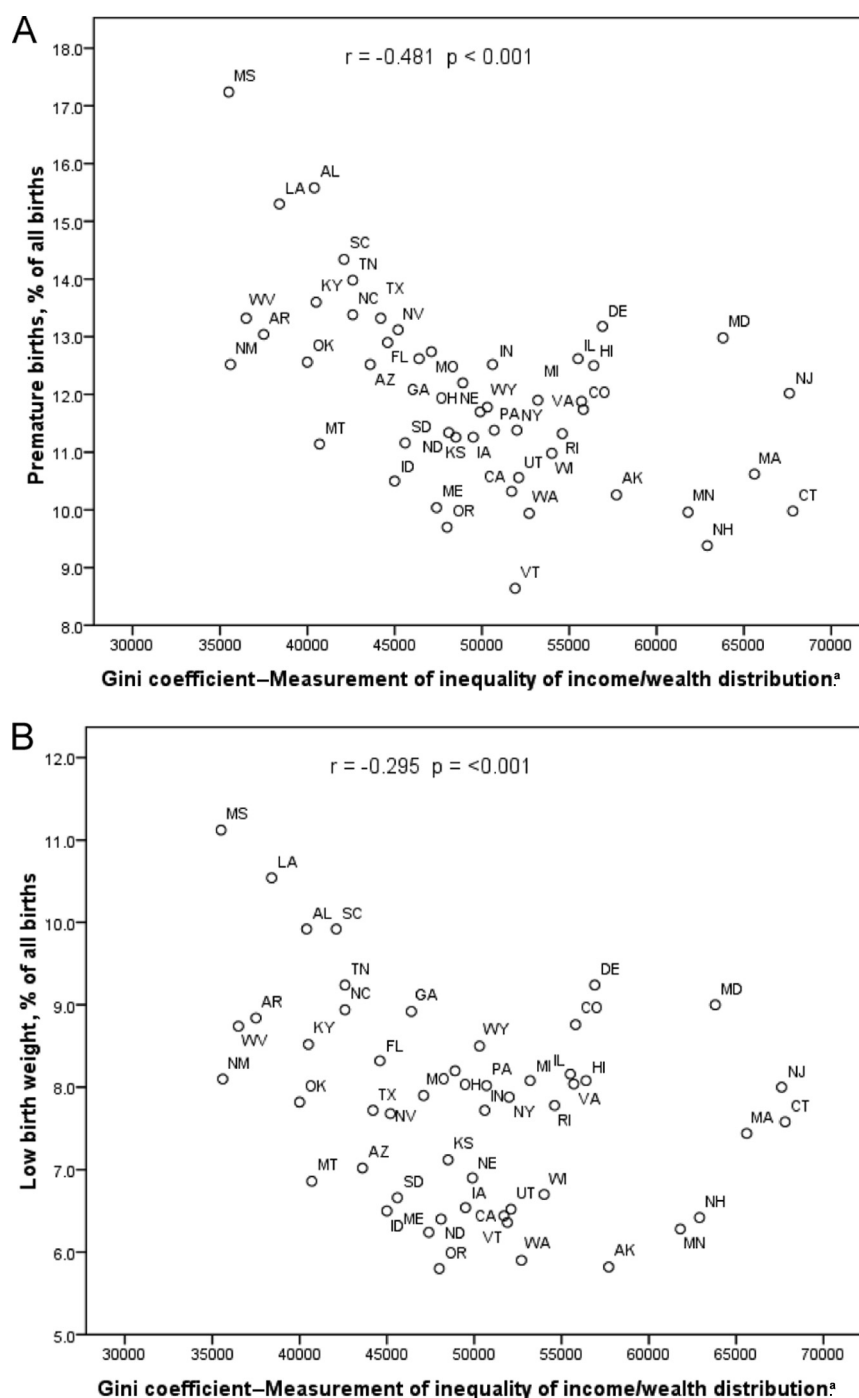 A
r = -0.481 p < 0.001
Premature births, % of all births
18.0
17.0
16.0
15.0
14.0
13.0
12.0
11.0
10.0
9.0
8.0
MS
AL
LA
SC
TN
KY
TX
WV
NC
NV
AR
DE
MD
NM
OK
FL
IN
IL
HI
AZ
MO
MI
NJ
GA
OH
NE
WY
VA
CO
MT
SD
PA
NY
ND
KS
IA
RI
ID
UT
WI
MA
CA
AK
ME
OR
WA
MN
CT
NH
VT
30000 35000 40000 45000 50000 55000 60000 65000 70000
Gini coefficient–Measurement of inequality of income/wealth distribution.a
B
r = -0.295 p = <0.001
Low birth weight, % of all births
12.0
11.0
10.0
9.0
8.0
7.0
6.0
5.0
MS
LA
AL SC
TN
DE
AR
NC
GA
MD
WV
KY
CO
WY
FL
NM
MO
OH
PA
MI
IL
HI
NJ
OK
TX
NV
IN
NY
VA
RI
MA
CT
KS
AZ
MT
SD
NE
WI
IA
UT
ID
ME
CA
NH
ND
VT
MN
OR
WA
AK
30000 35000 40000 45000 50000 55000 60000 65000 70000
Gini coefficient–Measurement of inequality of income/wealth distribution.a